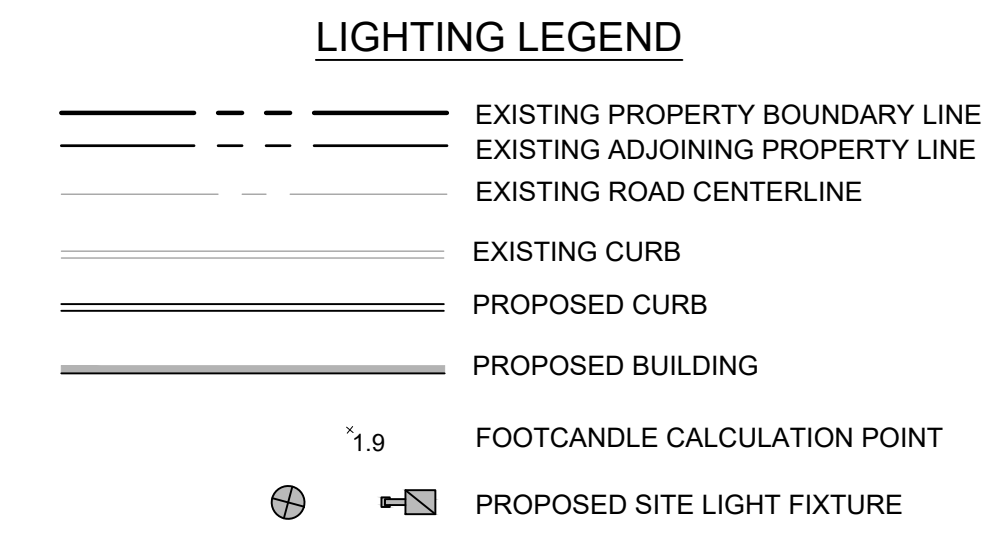 LIGHTING LEGEND
EXISTING PROPERTY BOUNDARY LINE
EXISTING ADJOINING PROPERTY LINE
EXISTING ROAD CENTERLINE
EXISTING CURB
PROPOSED CURB
PROPOSED BUILDING
1.9 FOOTCANDLE CALCULATION POINT
PROPOSED SITE LIGHT FIXTURE